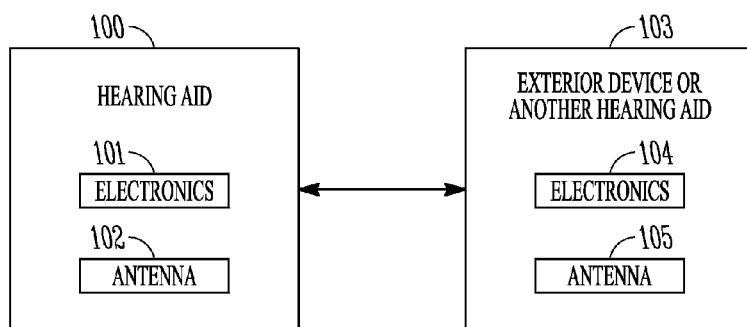 100
HEARING AID
101
ELECTRONICS
102
ANTENNA
103
EXTERIOR DEVICE OR
ANOTHER HEARING AID
104
ELECTRONICS
105
ANTENNA